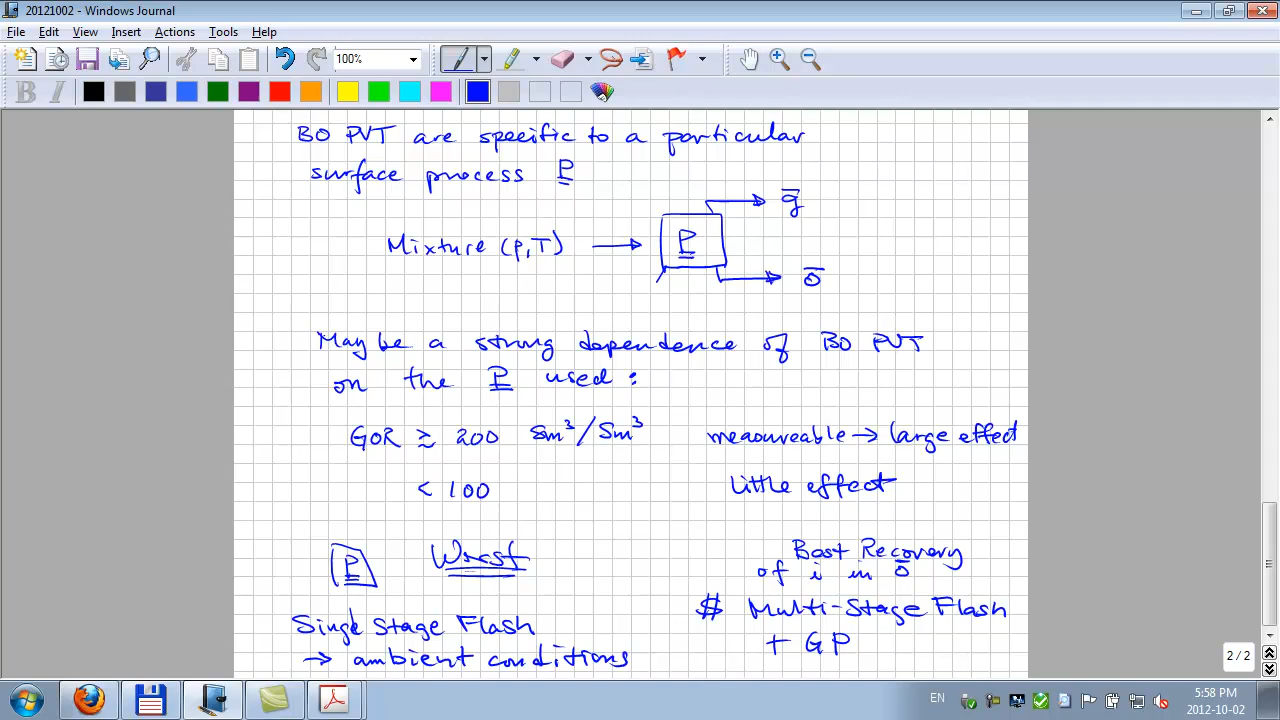 20121002 - Windows Journal
File Edit View Insert Actions Tools Help
100%
B I
BO PVT are specific to a particular
surface process P
g
Mixture (p,T) → P
o
May be a strong dependence of BO PVT
on the P used :
GOR ≳ 200 Sm³/Sm³ measureable → large effect
< 100 little effect
P Worst Best Recovery
of i in o
$ Multi-Stage Flash
+ GP
Single Stage Flash
→ ambient conditions
2 / 2
EN 5:58 PM
2012-10-02